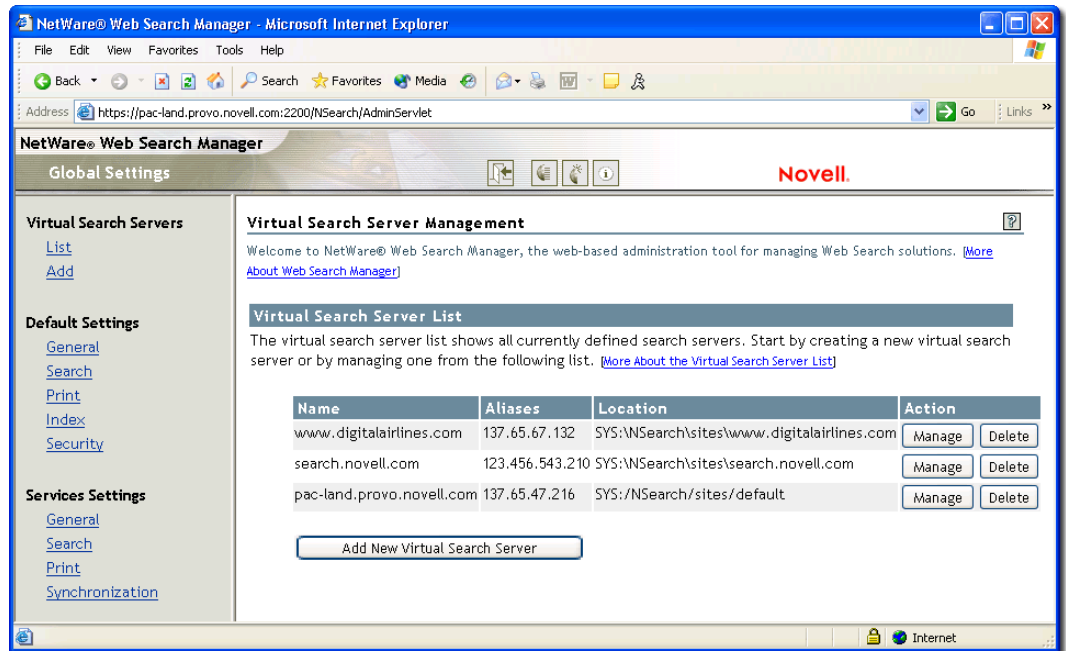 NetWare® Web Search Manager - Microsoft Internet Explorer
File Edit View Favorites Tools Help
Back Search Favorites Media
Address https://pac-land.provo.novell.com:2200/NSearch/AdminServlet Go Links »
NetWare® Web Search Manager
Global Settings
Novell.
Virtual Search Servers
List
Add
Default Settings
General
Search
Print
Index
Security
Services Settings
General
Search
Print
Synchronization
Virtual Search Server Management ?
Welcome to NetWare® Web Search Manager, the web-based administration tool for managing Web Search solutions. [More
About Web Search Manager]
Virtual Search Server List
The virtual search server list shows all currently defined search servers. Start by creating a new virtual search
server or by managing one from the following list. [More About the Virtual Search Server List]
Name Aliases Location Action
www.digitalairlines.com 137.65.67.132 SYS:\NSearch\sites\www.digitalairlines.com Manage Delete
search.novell.com 123.456.543.210 SYS:\NSearch\sites\search.novell.com Manage Delete
pac-land.provo.novell.com 137.65.47.216 SYS:/NSearch/sites/default Manage Delete
Add New Virtual Search Server
Internet